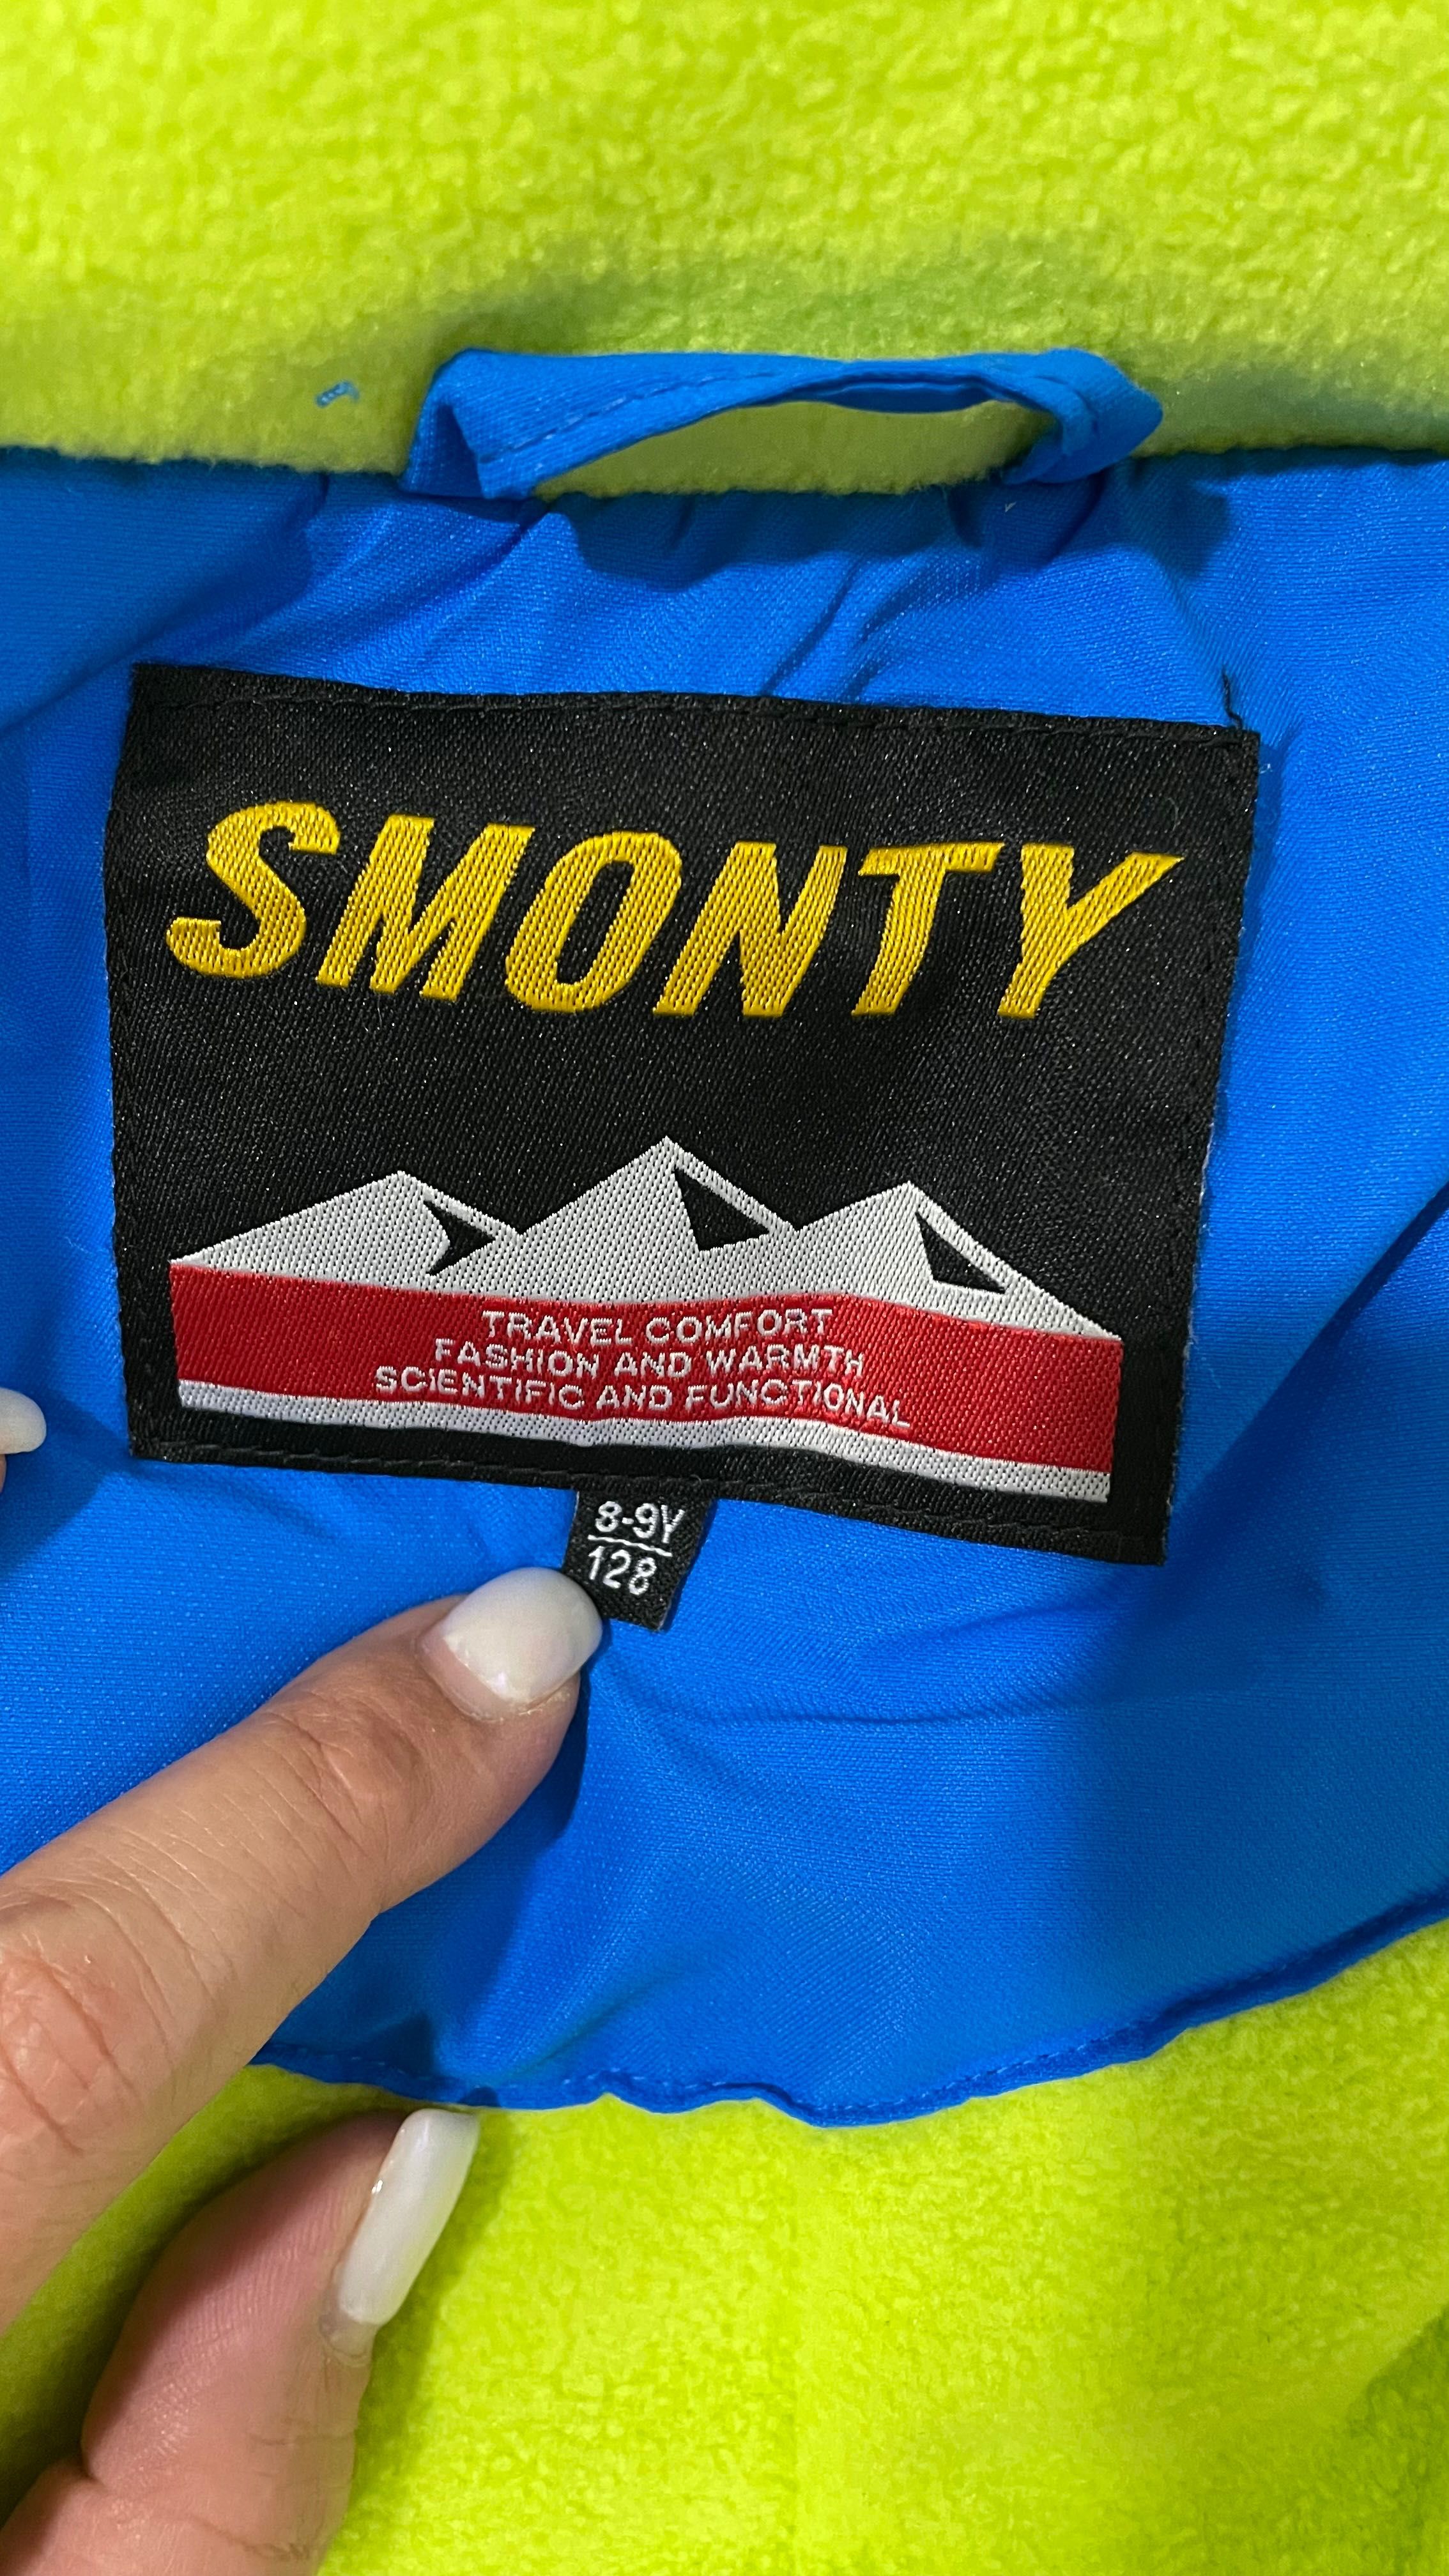 SMONTY
TRAVEL COMFORT
FASHION AND WARMTH
SCIENTIFIC AND FUNCTIONAL
8-9Y
128